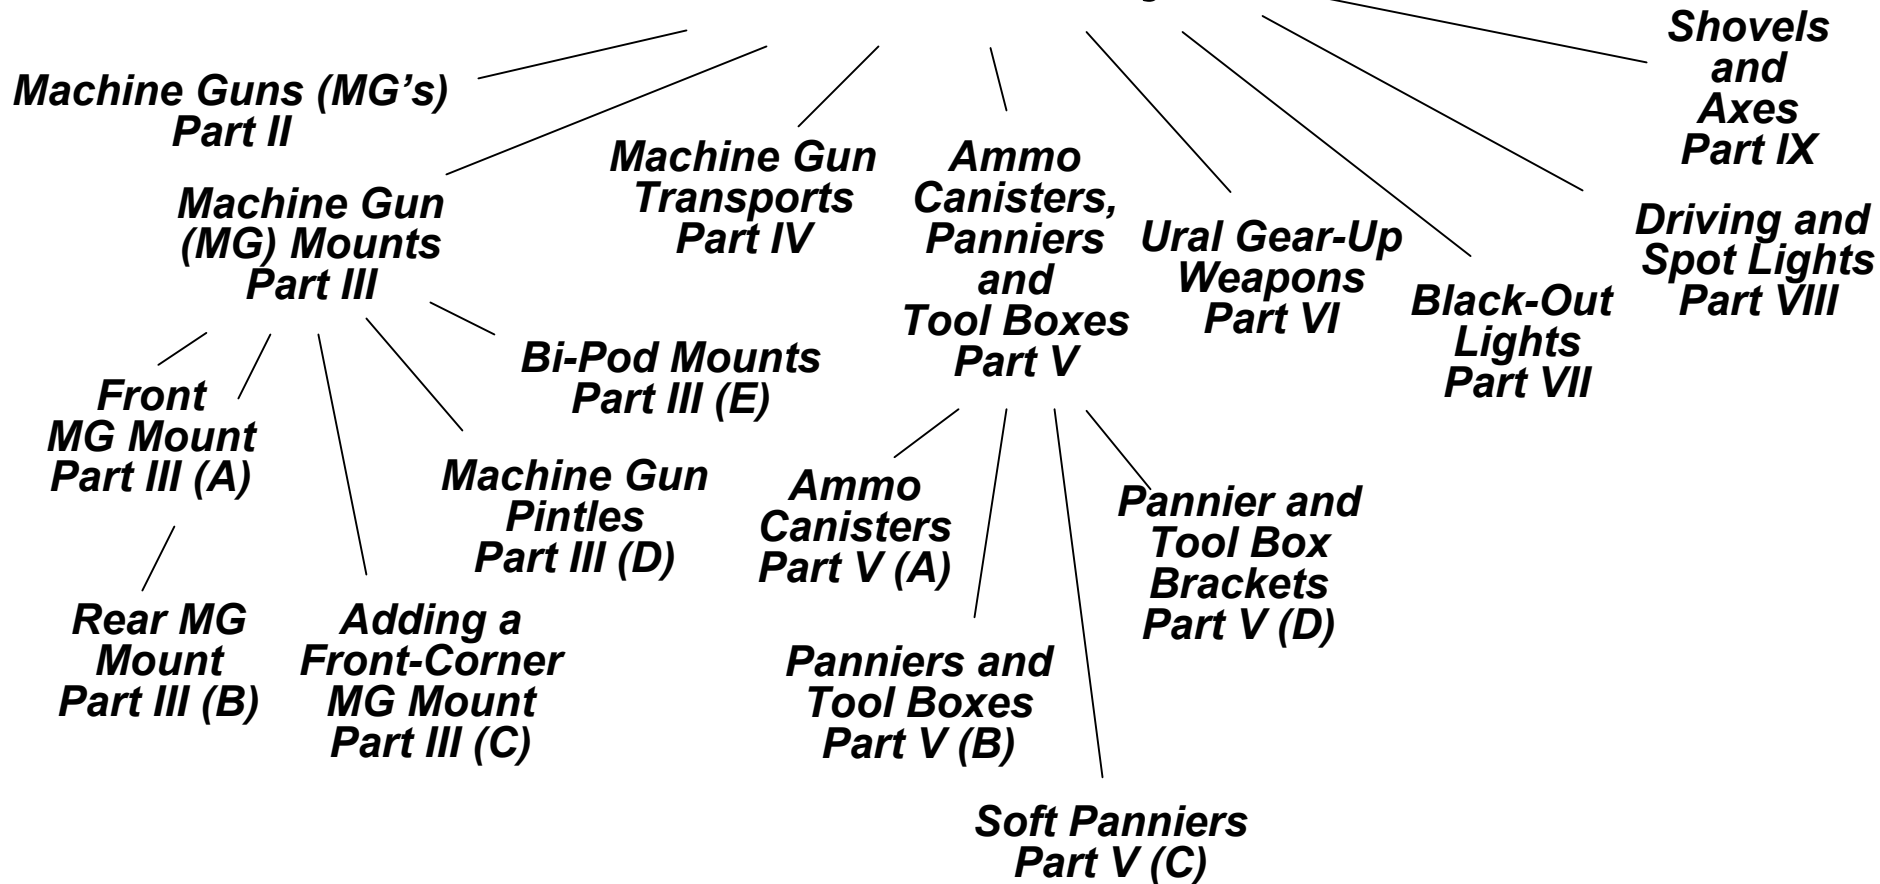 Machine Guns (MG’s)
Part II
Machine Gun
(MG) Mounts
Part III
Machine Gun
Transports
Part IV
Ammo
Canisters,
Panniers
and
Tool Boxes
Part V
Ural Gear-Up
Weapons
Part VI
Black-Out
Lights
Part VII
Driving and
Spot Lights
Part VIII
Shovels
and
Axes
Part IX
Front
MG Mount
Part III (A)
Rear MG
Mount
Part III (B)
Adding a
Front-Corner
MG Mount
Part III (C)
Machine Gun
Pintles
Part III (D)
Bi-Pod Mounts
Part III (E)
Ammo
Canisters
Part V (A)
Panniers and
Tool Boxes
Part V (B)
Soft Panniers
Part V (C)
Pannier and
Tool Box
Brackets
Part V (D)